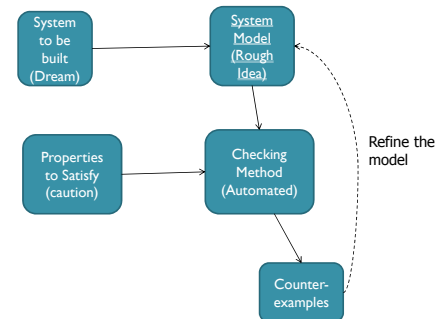 System
to be
built
(Dream)
System
Model
(Rough
Idea)
Properties
to Satisfy
(caution)
Checking
Method
(Automated)
Refine the
model
Counter-
examples